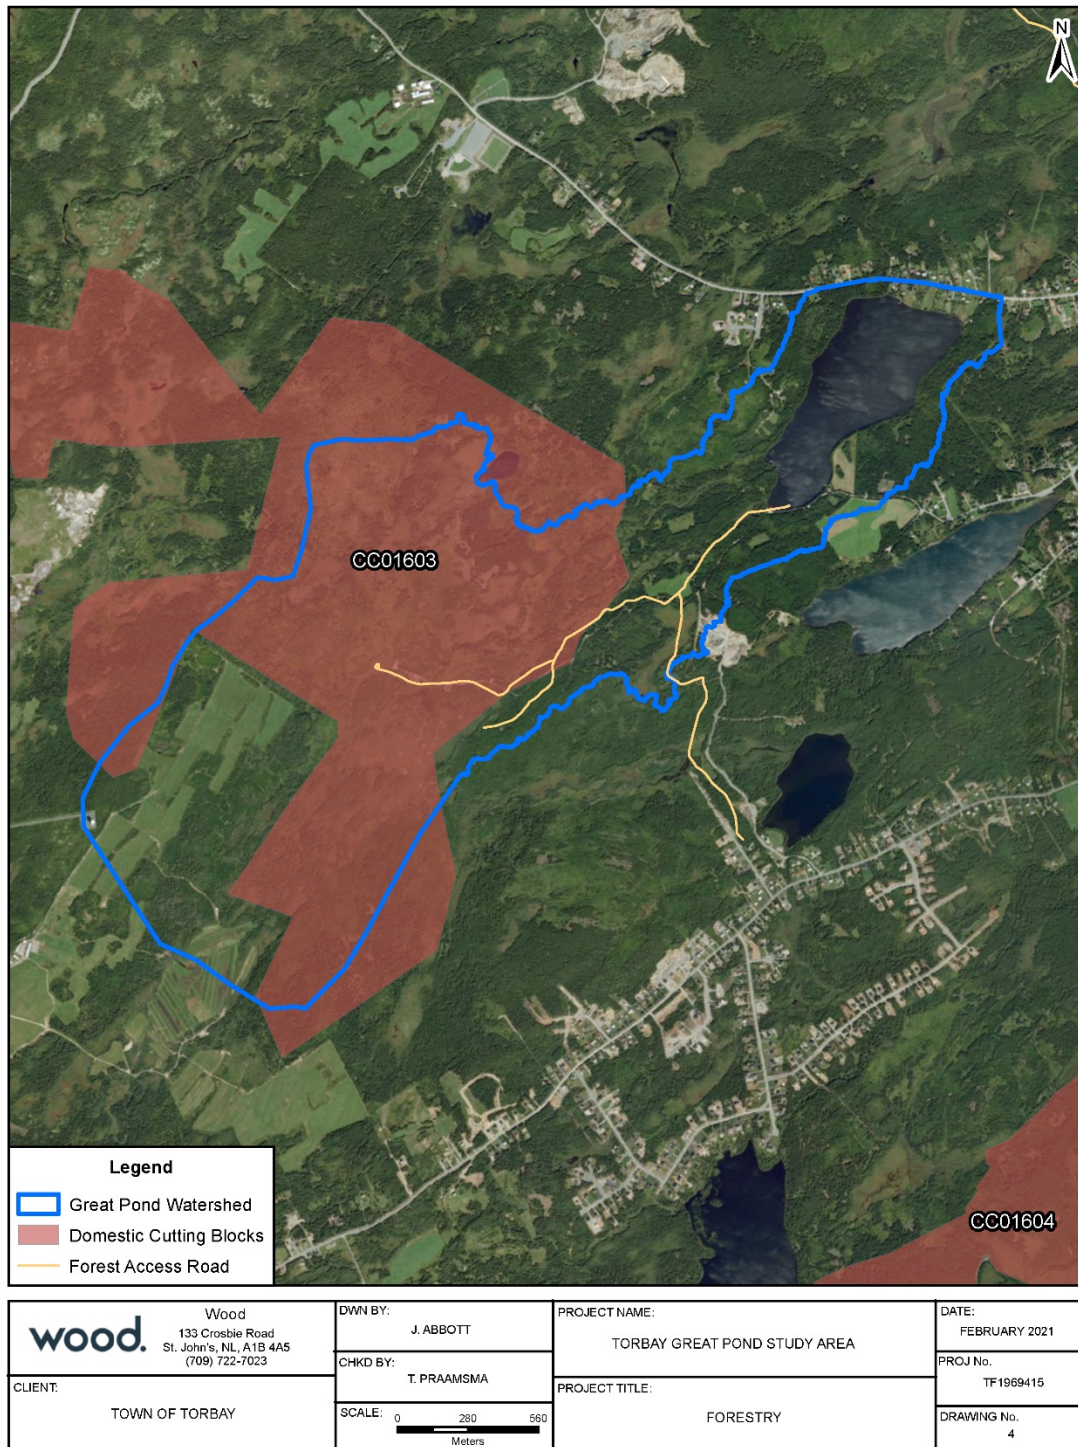 N
CC01603
CC01604
Legend
Great Pond Watershed
Domestic Cutting Blocks
Forest Access Road
wood.
Wood
133 Crosbie Road
St. John's, NL, A1B 4A5
(709) 722-7023
CLIENT:
TOWN OF TORBAY
DWN BY:
J. ABBOTT
CHKD BY:
T. PRAAMSMA
SCALE:
0 280 560
Meters
PROJECT NAME:
TORBAY GREAT POND STUDY AREA
PROJECT TITLE:
FORESTRY
DATE:
FEBRUARY 2021
PROJ No.
TF1969415
DRAWING No.
4